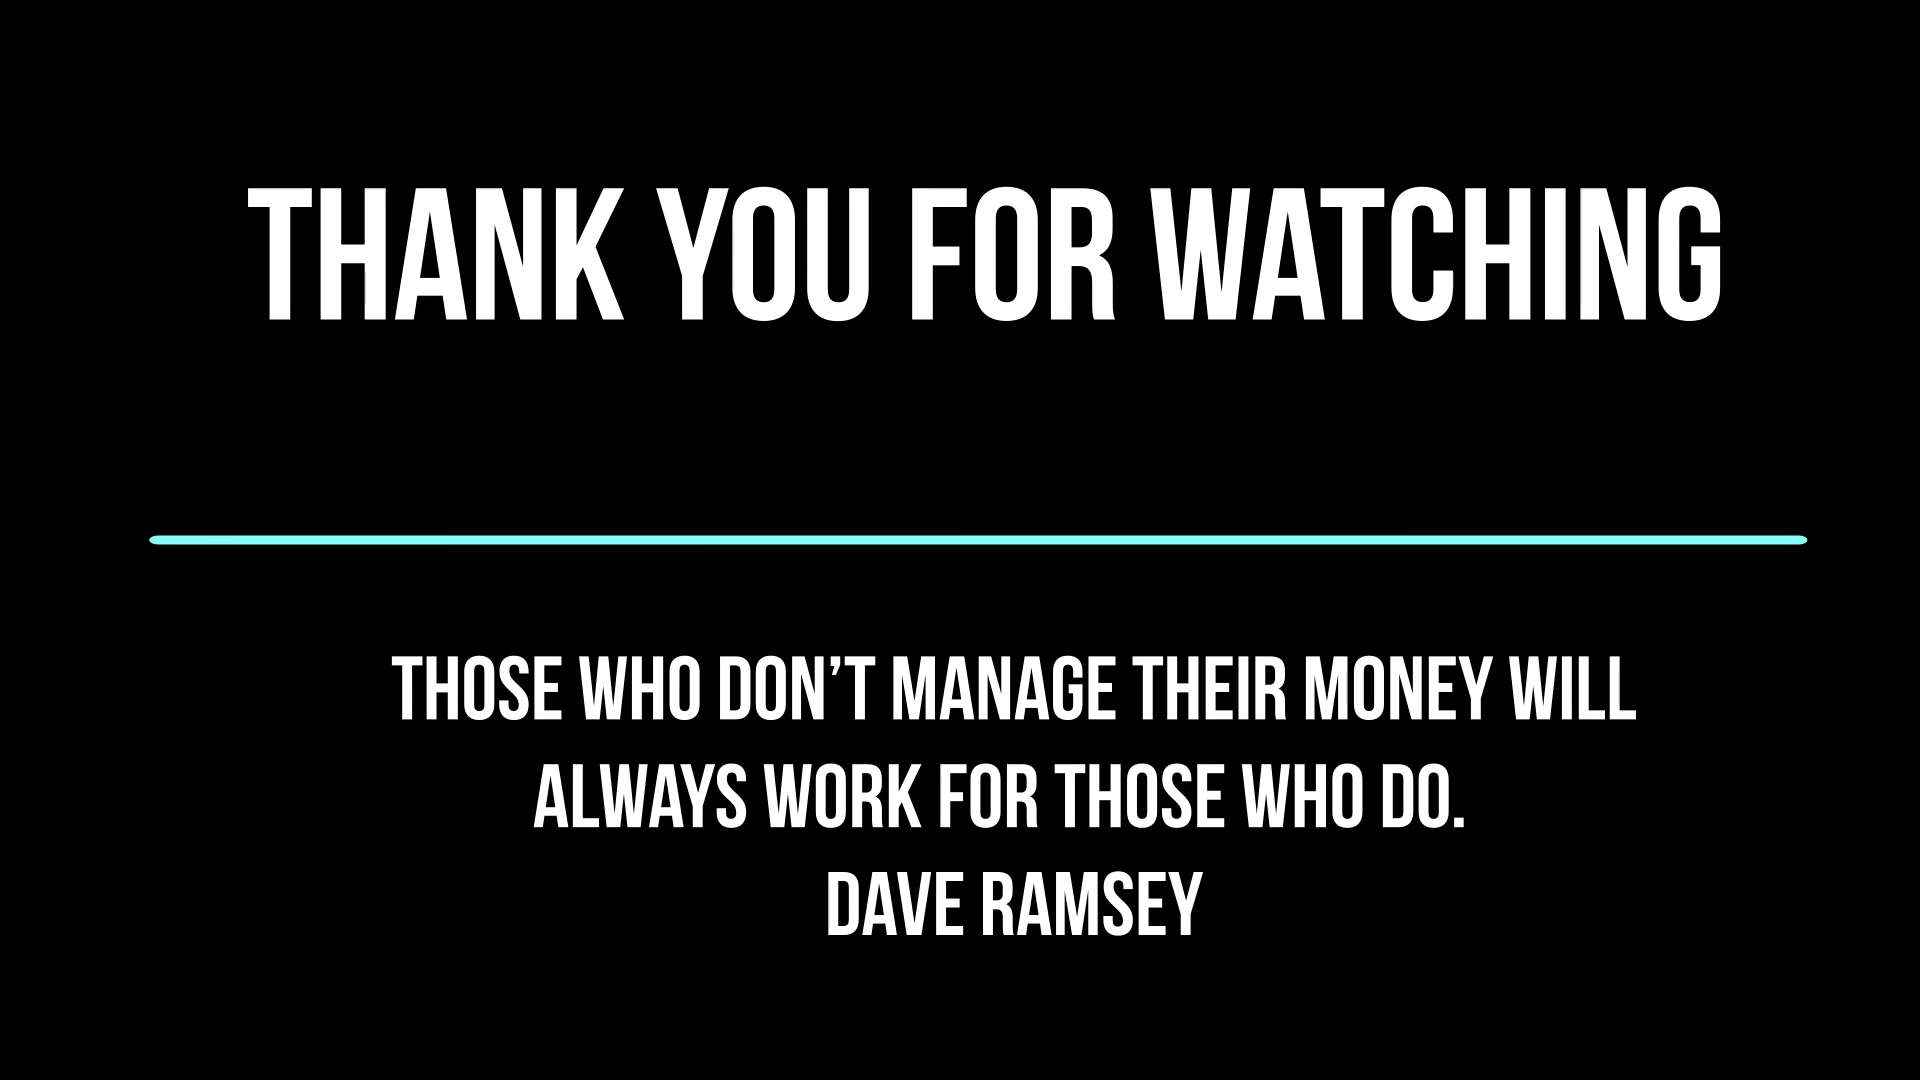 THANK YOU FOR WATCHING
THOSE WHO DON’T MANAGE THEIR MONEY WILL
ALWAYS WORK FOR THOSE WHO DO.
DAVE RAMSEY